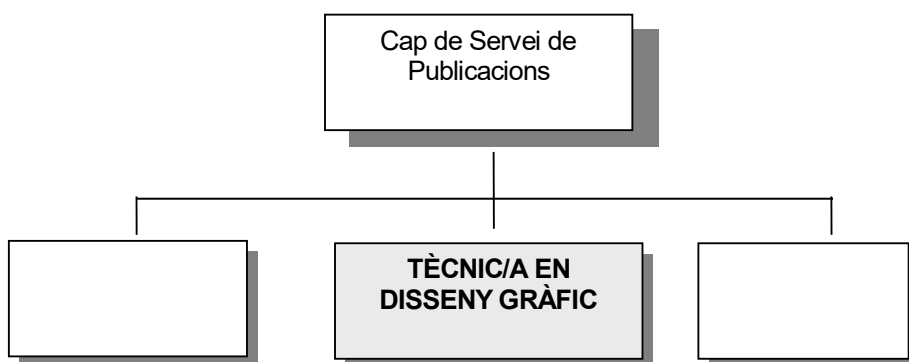 Cap de Servei de
Publicacions
TÈCNIC/A EN
DISSENY GRÀFIC